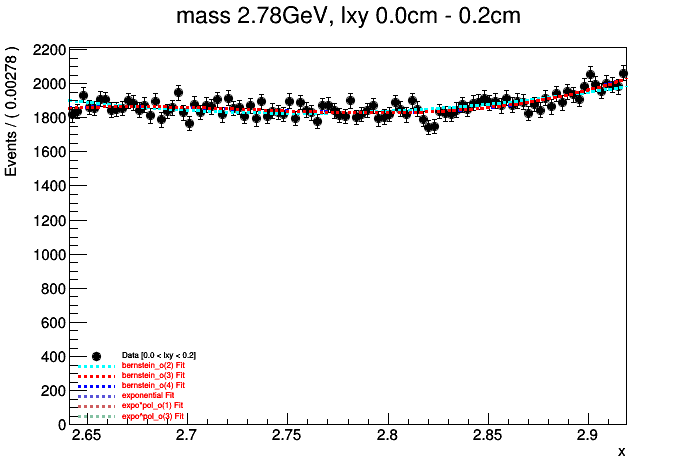 mass 2.78GeV, lxy 0.0cm - 0.2cm
Events / ( 0.00278 )
2200
2000
1800
1600
1400
1200
1000
800
600
400
200
0
Data [0.0 < lxy < 0.2]
bernstein_o(2) Fit
bernstein_o(3) Fit
bernstein_o(4) Fit
exponential Fit
expo*pol_o(1) Fit
expo*pol_o(3) Fit
2.65 2.7 2.75 2.8 2.85 2.9
x